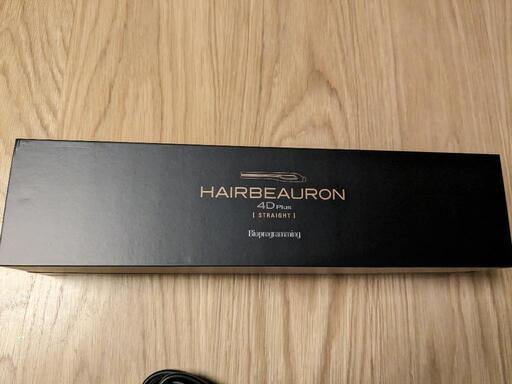 HAIRBEAURON
4D Plus
[ STRAIGHT ]
Bioprogramming